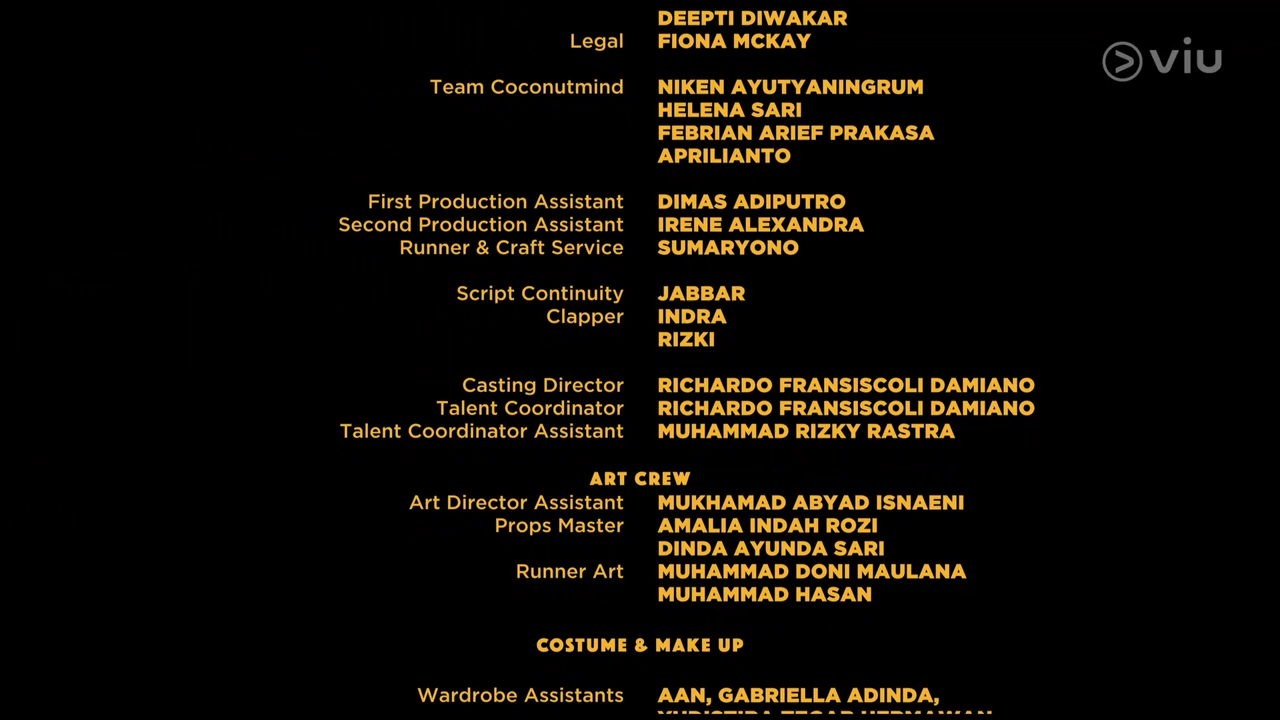 DEEPTI DIWAKAR
Legal FIONA MCKAY
viu
Team Coconutmind NIKEN AYUTYANINGRUM
HELENA SARI
FEBRIAN ARIEF PRAKASA
APRILIANTO
First Production Assistant DIMAS ADIPUTRO
Second Production Assistant IRENE ALEXANDRA
Runner & Craft Service SUMARYONO
Script Continuity JABBAR
Clapper INDRA
RIZKI
Casting Director RICHARDO FRANSISCOLI DAMIANO
Talent Coordinator RICHARDO FRANSISCOLI DAMIANO
Talent Coordinator Assistant MUHAMMAD RIZKY RASTRA
ART CREW
Art Director Assistant MUKHAMAD ABYAD ISNAENI
Props Master AMALIA INDAH ROZI
DINDA AYUNDA SARI
Runner Art MUHAMMAD DONI MAULANA
MUHAMMAD HASAN
COSTUME & MAKE UP
Wardrobe Assistants AAN, GABRIELLA ADINDA,